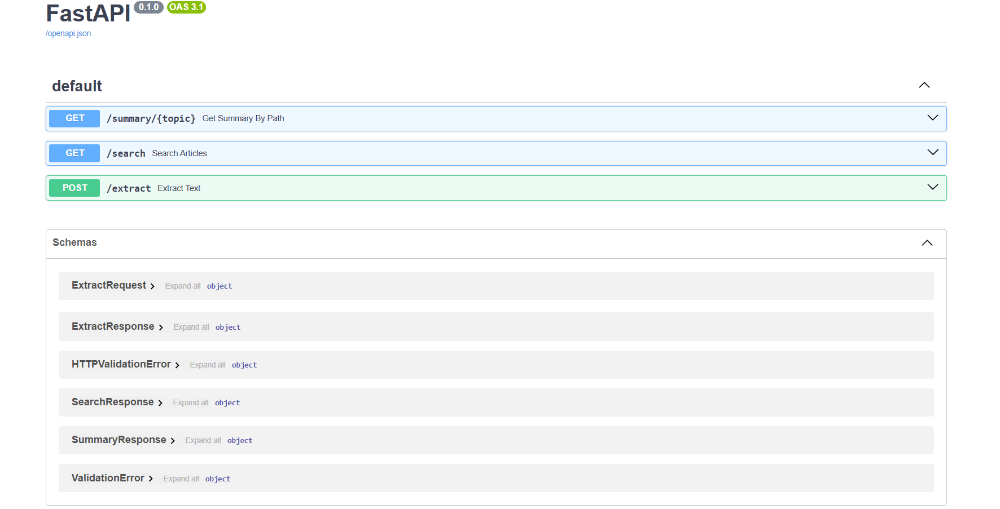 FastAPI 0.1.0 OAS 3.1
/openapi.json
default
GET /summary/{topic} Get Summary By Path
GET /search Search Articles
POST /extract Extract Text
Schemas
ExtractRequest Expand all object
ExtractResponse Expand all object
HTTPValidationError Expand all object
SearchResponse Expand all object
SummaryResponse Expand all object
ValidationError Expand all object